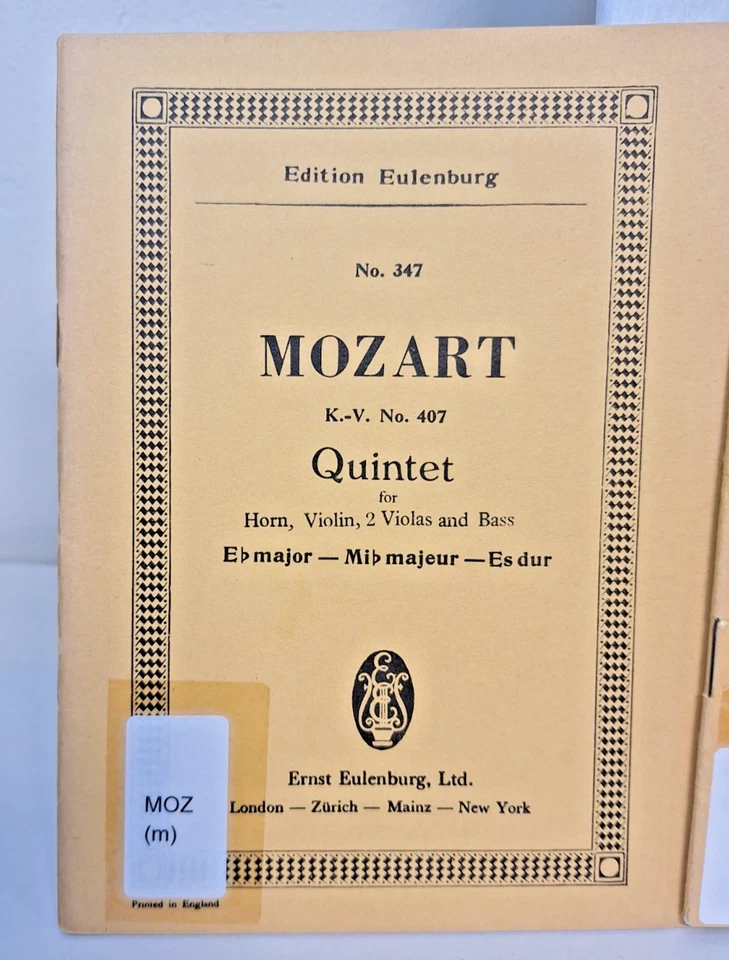 Edition Eulenburg
No. 347
MOZART
K.-V. No. 407
Quintet
for
Horn, Violin, 2 Violas and Bass
E♭ major — Mi♭ majeur — Es dur
Ernst Eulenburg, Ltd.
London — Zürich — Mainz — New York
MOZ
(m)
Printed in England